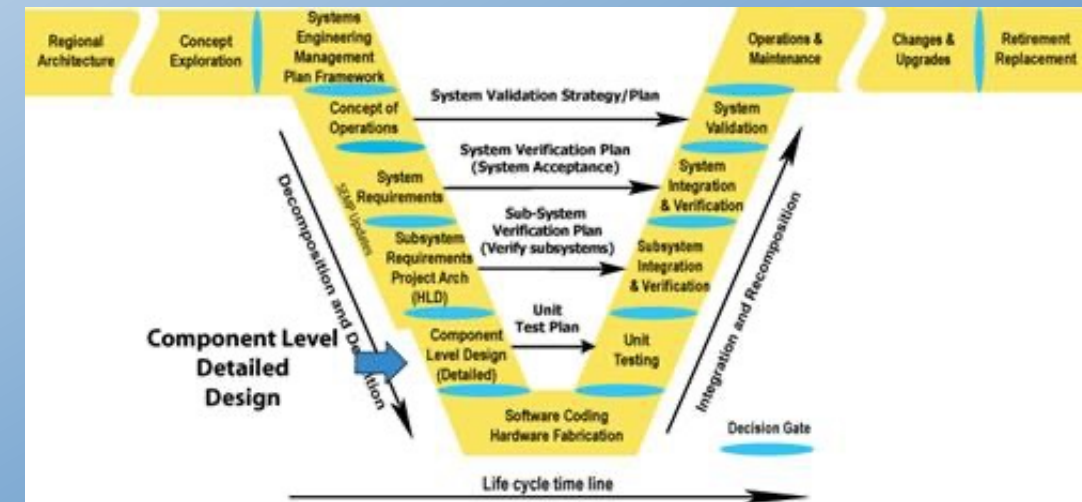 Regional
Architecture
Concept
Exploration
Systems
Engineering
Management
Plan Framework
Operations &
Maintenance
Changes &
Upgrades
Retirement
Replacement
Concept of
Operations
System Validation Strategy/Plan
System
Validation
System
Requirements
System Verification Plan
(System Acceptance)
System
Integration
& Verification
SEMP Updates
Subsystem
Requirements
Project Arch
(HLD)
Sub-System
Verification Plan
(Verify subsystems)
Subsystem
Integration
& Verification
Decomposition and
Integration and Recomposition
Component Level
Detailed
Design
Component
Level Design
(Detailed)
Unit
Test Plan
Unit
Testing
Software Coding
Hardware Fabrication
Decision Gate
Life cycle time line